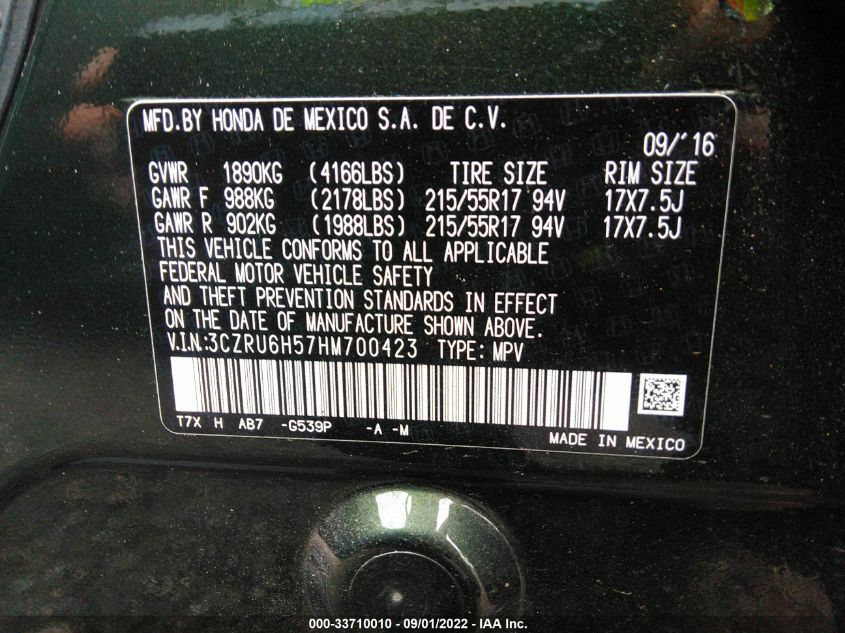 MFD.BY HONDA DE MEXICO S.A. DE C.V.
09/'16
GVWR 1890KG (4166LBS) TIRE SIZE RIM SIZE
GAWR F 988KG (2178LBS) 215/55R17 94V 17X7.5J
GAWR R 902KG (1988LBS) 215/55R17 94V 17X7.5J
THIS VEHICLE CONFORMS TO ALL APPLICABLE
FEDERAL MOTOR VEHICLE SAFETY
AND THEFT PREVENTION STANDARDS IN EFFECT
ON THE DATE OF MANUFACTURE SHOWN ABOVE.
V.I.N:3CZRU6H57HM700423 TYPE: MPV
T7X H AB7 -G539P -A -M
MADE IN MEXICO
000-33710010 - 09/01/2022 - IAA Inc.